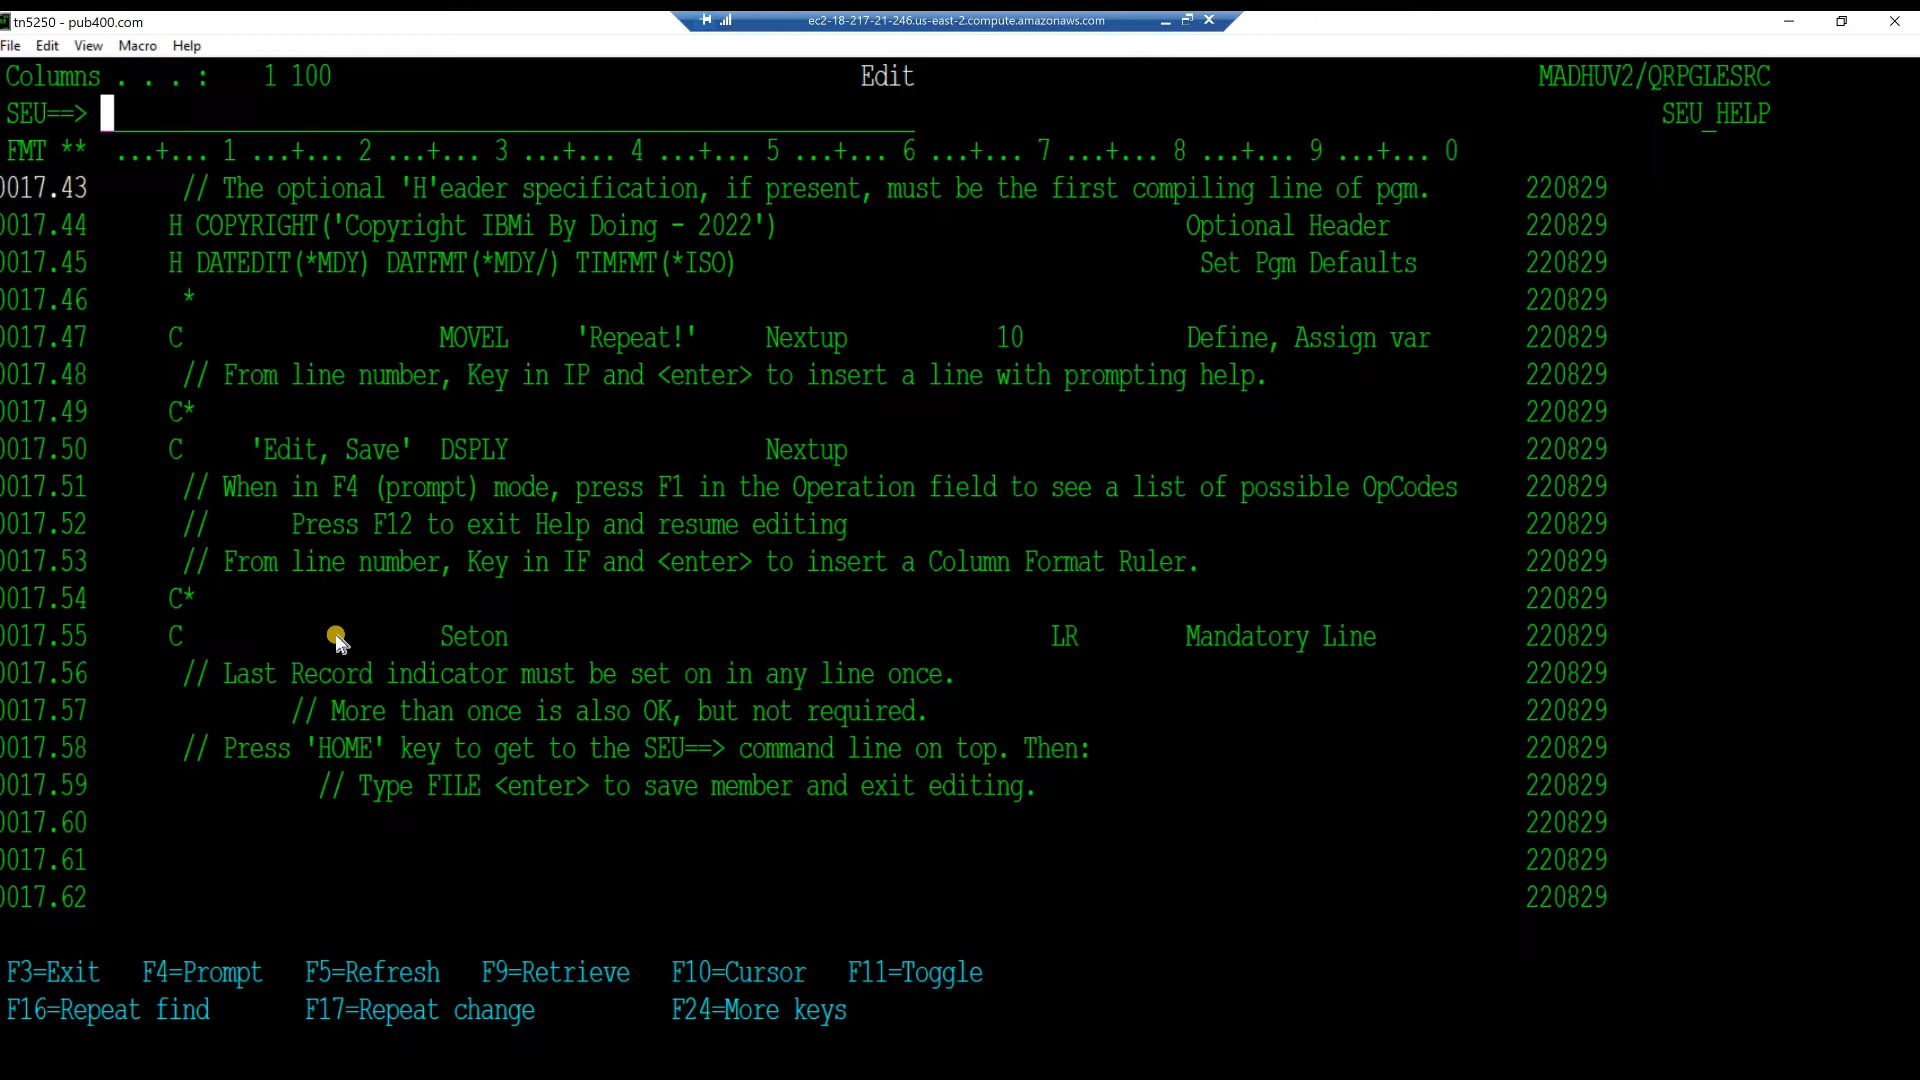 tn5250 - pub400.com
ec2-18-217-21-246.us-east-2.compute.amazonaws.com
File Edit View Macro Help
Columns . . . : 1 100 Edit MADHUV2/QRPGLESRC
SEU==> SEU_HELP
FMT ** ...+... 1 ...+... 2 ...+... 3 ...+... 4 ...+... 5 ...+... 6 ...+... 7 ...+... 8 ...+... 9 ...+... 0
0017.43 // The optional 'H'eader specification, if present, must be the first compiling line of pgm. 220829
0017.44 H COPYRIGHT('Copyright IBMi By Doing - 2022') Optional Header 220829
0017.45 H DATEDIT(*MDY) DATFMT(*MDY/) TIMFMT(*ISO) Set Pgm Defaults 220829
0017.46 * 220829
0017.47 C MOVEL 'Repeat!' Nextup 10 Define, Assign var 220829
0017.48 // From line number, Key in IP and <enter> to insert a line with prompting help. 220829
0017.49 C* 220829
0017.50 C 'Edit, Save' DSPLY Nextup 220829
0017.51 // When in F4 (prompt) mode, press F1 in the Operation field to see a list of possible OpCodes 220829
0017.52 // Press F12 to exit Help and resume editing 220829
0017.53 // From line number, Key in IF and <enter> to insert a Column Format Ruler. 220829
0017.54 C* 220829
0017.55 C Seton LR Mandatory Line 220829
0017.56 // Last Record indicator must be set on in any line once. 220829
0017.57 // More than once is also OK, but not required. 220829
0017.58 // Press 'HOME' key to get to the SEU==> command line on top. Then: 220829
0017.59 // Type FILE <enter> to save member and exit editing. 220829
0017.60 220829
0017.61 220829
0017.62 220829
F3=Exit F4=Prompt F5=Refresh F9=Retrieve F10=Cursor F11=Toggle
F16=Repeat find F17=Repeat change F24=More keys